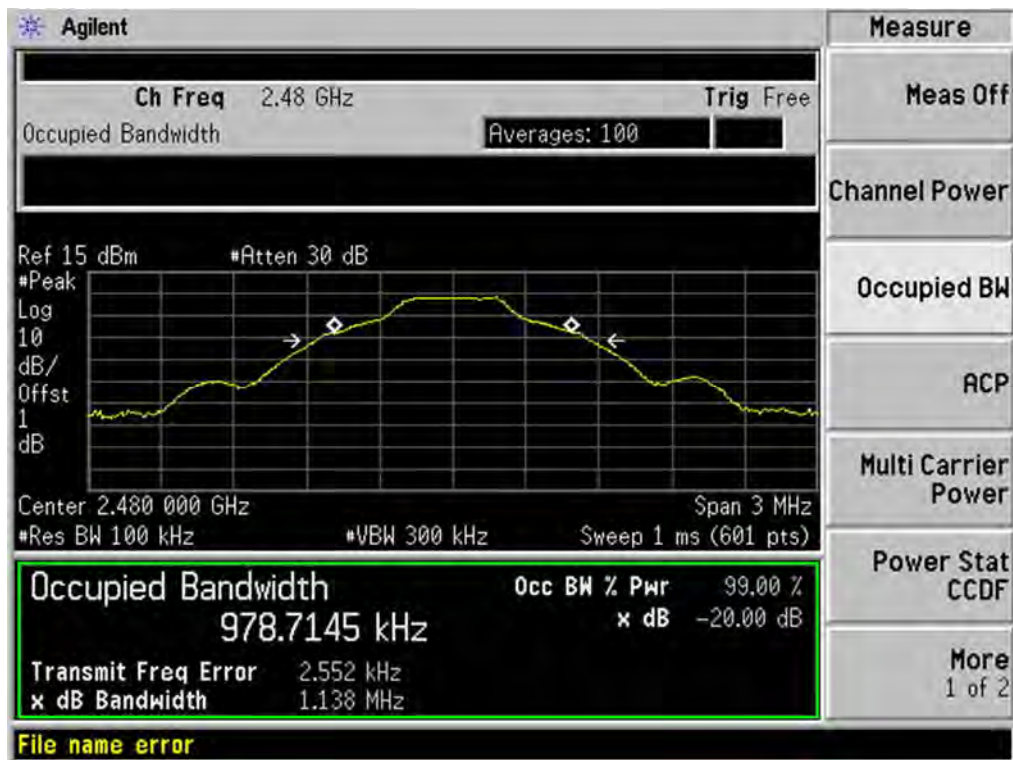 Agilent
Measure
Ch Freq 2.48 GHz Trig Free
Occupied Bandwidth Averages: 100
Ref 15 dBm #Atten 30 dB
#Peak
Log
10
dB/
Offst
1
dB
Center 2.480 000 GHz Span 3 MHz
#Res BW 100 kHz #VBW 300 kHz Sweep 1 ms (601 pts)
Occupied Bandwidth Occ BW % Pwr 99.00 %
978.7145 kHz x dB -20.00 dB
Transmit Freq Error 2.552 kHz
x dB Bandwidth 1.138 MHz
File name error
Meas Off
Channel Power
Occupied BW
ACP
Multi Carrier
Power
Power Stat
CCDF
More
1 of 2